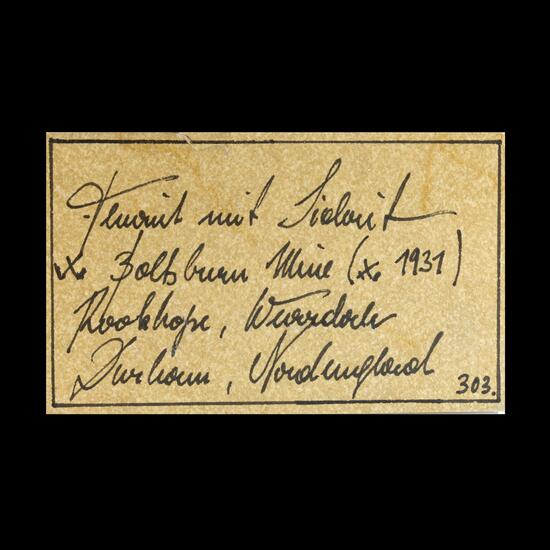 Fluorit mit Siderit
Boltsburn Mine ( 1931)
Rookhope, Weardale
Durham, Nordengland
303.